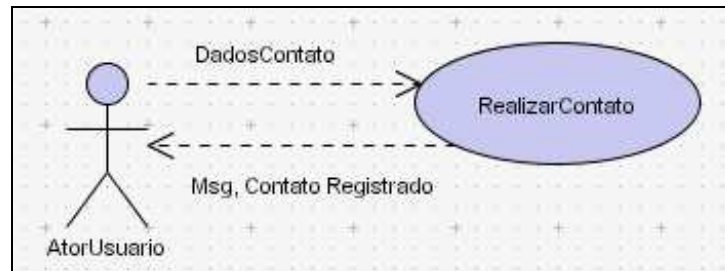 DadosContato
RealizarContato
Msg, Contato Registrado
AtorUsuario